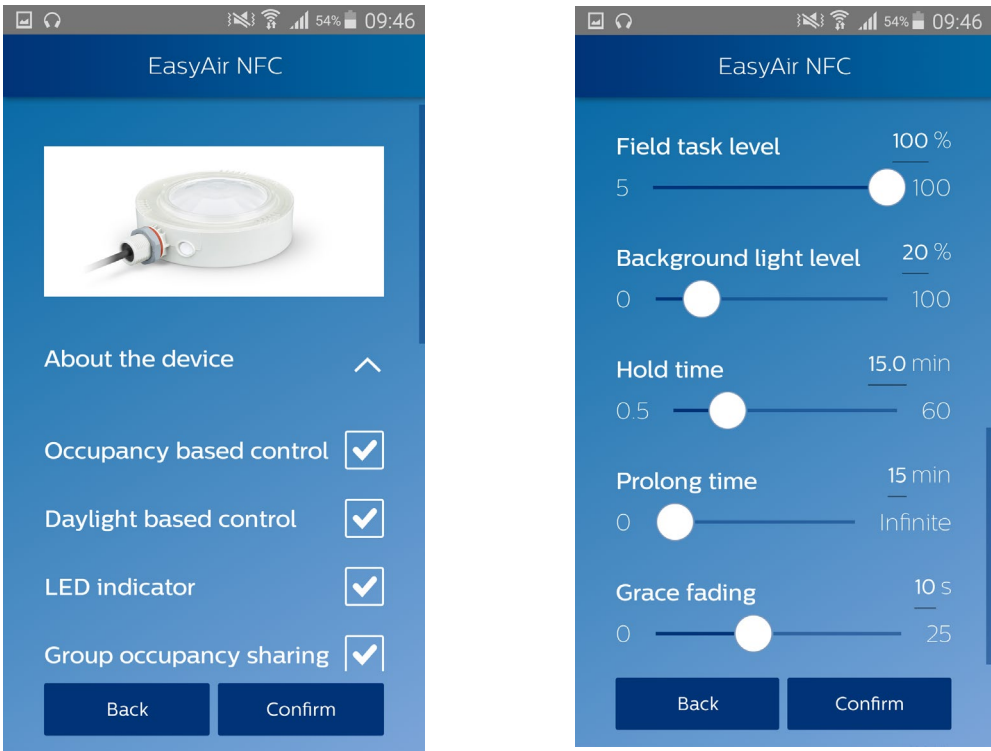 54% 09:46
EasyAir NFC
About the device
Occupancy based control
Daylight based control
LED indicator
Group occupancy sharing
Back Confirm
54% 09:46
EasyAir NFC
Field task level 100 %
5 100
Background light level 20 %
0 100
Hold time 15.0 min
0.5 60
Prolong time 15 min
0 Infinite
Grace fading 10 s
0 25
Back Confirm